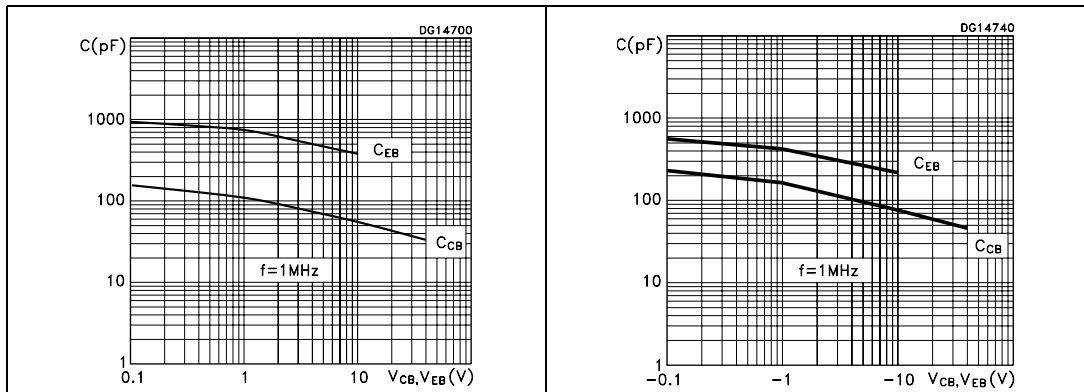 DG14700
C(pF)
1000
C_EB
100
C_CB
f=1MHz
10
1
0.1
1
10
V_CB,V_EB(V)
DG14740
C(pF)
1000
C_EB
100
C_CB
f=1MHz
10
1
-0.1
-1
-10
V_CB,V_EB(V)